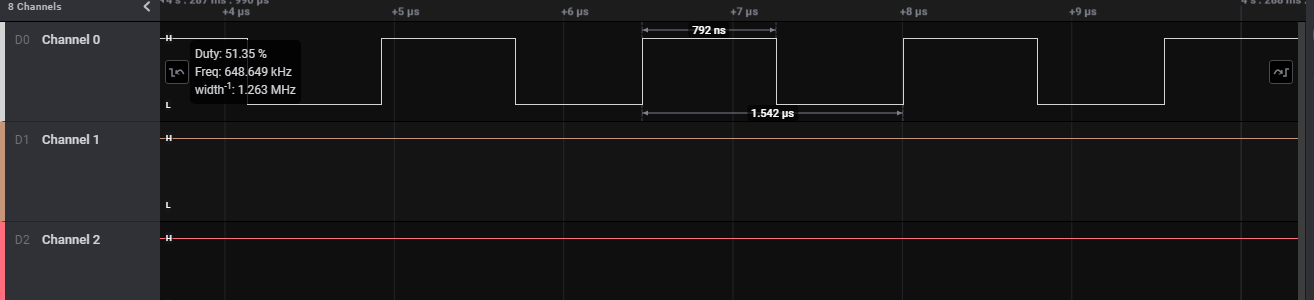 8 Channels
+4 µs
+5 µs
+6 µs
+7 µs
+8 µs
+9 µs
D0 Channel 0
H
L
Duty: 51.35 %
Freq: 648.649 kHz
width-1: 1.263 MHz
792 ns
1.542 µs
D1 Channel 1
H
L
D2 Channel 2
H